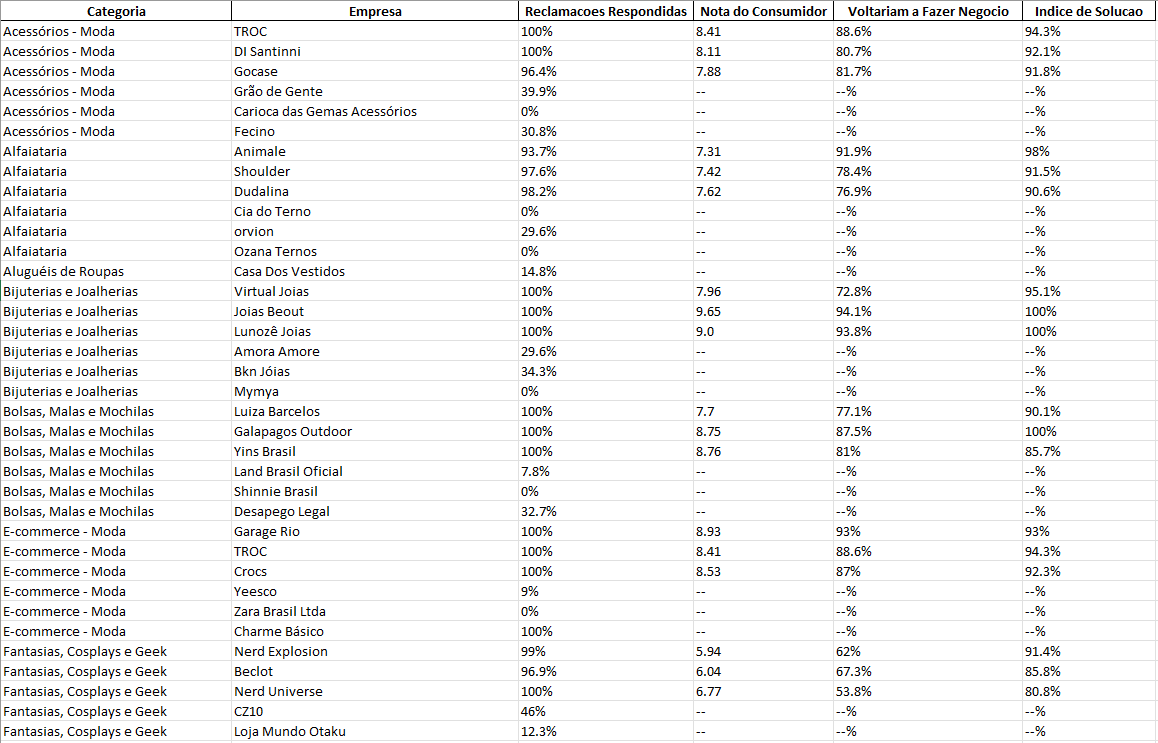 Categoria Empresa Reclamacoes Respondidas Nota do Consumidor Voltariam a Fazer Negocio Indice de Solucao
Acessórios - Moda TROC 100% 8.41 88.6% 94.3%
Acessórios - Moda DI Santinni 100% 8.11 80.7% 92.1%
Acessórios - Moda Gocase 96.4% 7.88 81.7% 91.8%
Acessórios - Moda Grão de Gente 39.9% -- --% --%
Acessórios - Moda Carioca das Gemas Acessórios 0% -- --% --%
Acessórios - Moda Fecino 30.8% -- --% --%
Alfaiataria Animale 93.7% 7.31 91.9% 98%
Alfaiataria Shoulder 97.6% 7.42 78.4% 91.5%
Alfaiataria Dudalina 98.2% 7.62 76.9% 90.6%
Alfaiataria Cia do Terno 0% -- --% --%
Alfaiataria orvion 29.6% -- --% --%
Alfaiataria Ozana Ternos 0% -- --% --%
Aluguéis de Roupas Casa Dos Vestidos 14.8% -- --% --%
Bijuterias e Joalherias Virtual Joias 100% 7.96 72.8% 95.1%
Bijuterias e Joalherias Joias Beout 100% 9.65 94.1% 100%
Bijuterias e Joalherias Lunozê Joias 100% 9.0 93.8% 100%
Bijuterias e Joalherias Amora Amore 29.6% -- --% --%
Bijuterias e Joalherias Bkn Jóias 34.3% -- --% --%
Bijuterias e Joalherias Mymya 0% -- --% --%
Bolsas, Malas e Mochilas Luiza Barcelos 100% 7.7 77.1% 90.1%
Bolsas, Malas e Mochilas Galapagos Outdoor 100% 8.75 87.5% 100%
Bolsas, Malas e Mochilas Yins Brasil 100% 8.76 81% 85.7%
Bolsas, Malas e Mochilas Land Brasil Oficial 7.8% -- --% --%
Bolsas, Malas e Mochilas Shinnie Brasil 0% -- --% --%
Bolsas, Malas e Mochilas Desapego Legal 32.7% -- --% --%
E-commerce - Moda Garage Rio 100% 8.93 93% 93%
E-commerce - Moda TROC 100% 8.41 88.6% 94.3%
E-commerce - Moda Crocs 100% 8.53 87% 92.3%
E-commerce - Moda Yeesco 9% -- --% --%
E-commerce - Moda Zara Brasil Ltda 0% -- --% --%
E-commerce - Moda Charme Básico 100% -- --% --%
Fantasias, Cosplays e Geek Nerd Explosion 99% 5.94 62% 91.4%
Fantasias, Cosplays e Geek Beclot 96.9% 6.04 67.3% 85.8%
Fantasias, Cosplays e Geek Nerd Universe 100% 6.77 53.8% 80.8%
Fantasias, Cosplays e Geek CZ10 46% -- --% --%
Fantasias, Cosplays e Geek Loja Mundo Otaku 12.3% -- --% --%